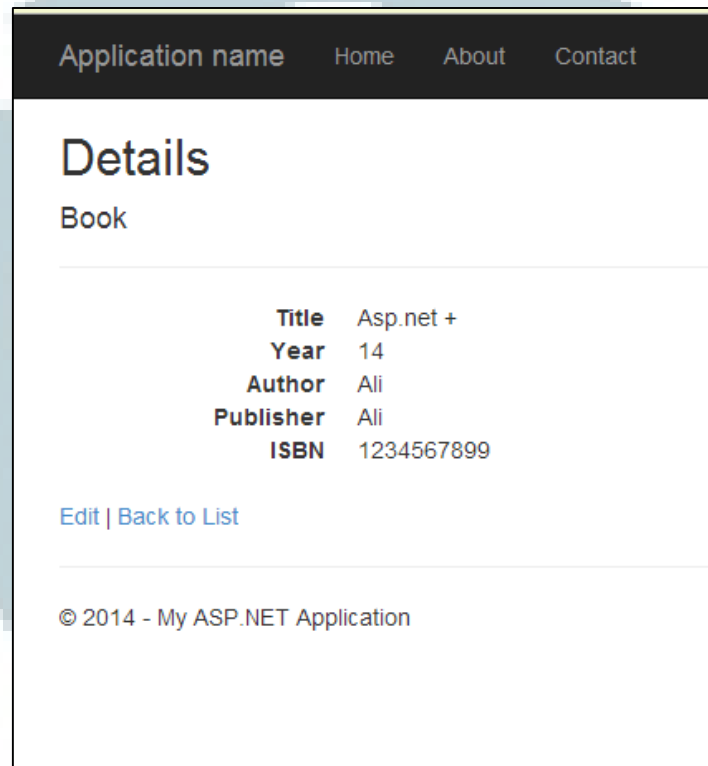 Application name Home About Contact
Details
Book
Title Asp.net +
Year 14
Author Ali
Publisher Ali
ISBN 1234567899
Edit | Back to List
© 2014 - My ASP.NET Application